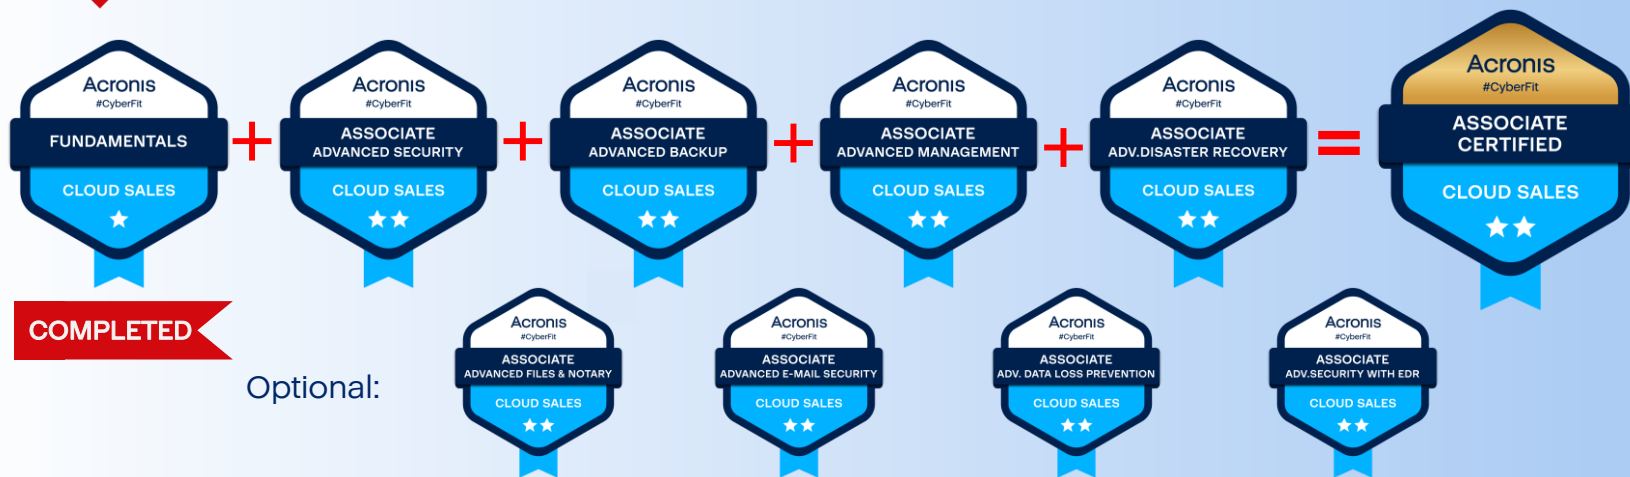 Acronis
#CyberFit
FUNDAMENTALS
CLOUD SALES
+
Acronis
#CyberFit
ASSOCIATE
ADVANCED SECURITY
CLOUD SALES
+
Acronis
#CyberFit
ASSOCIATE
ADVANCED BACKUP
CLOUD SALES
+
Acronis
#CyberFit
ASSOCIATE
ADVANCED MANAGEMENT
CLOUD SALES
+
Acronis
#CyberFit
ASSOCIATE
ADV.DISASTER RECOVERY
CLOUD SALES
=
Acronis
#CyberFit
ASSOCIATE
CERTIFIED
CLOUD SALES
COMPLETED
Optional:
Acronis
#CyberFit
ASSOCIATE
ADVANCED FILES & NOTARY
CLOUD SALES
Acronis
#CyberFit
ASSOCIATE
ADVANCED E-MAIL SECURITY
CLOUD SALES
Acronis
#CyberFit
ASSOCIATE
ADV. DATA LOSS PREVENTION
CLOUD SALES
Acronis
#CyberFit
ASSOCIATE
ADV.SECURITY WITH EDR
CLOUD SALES